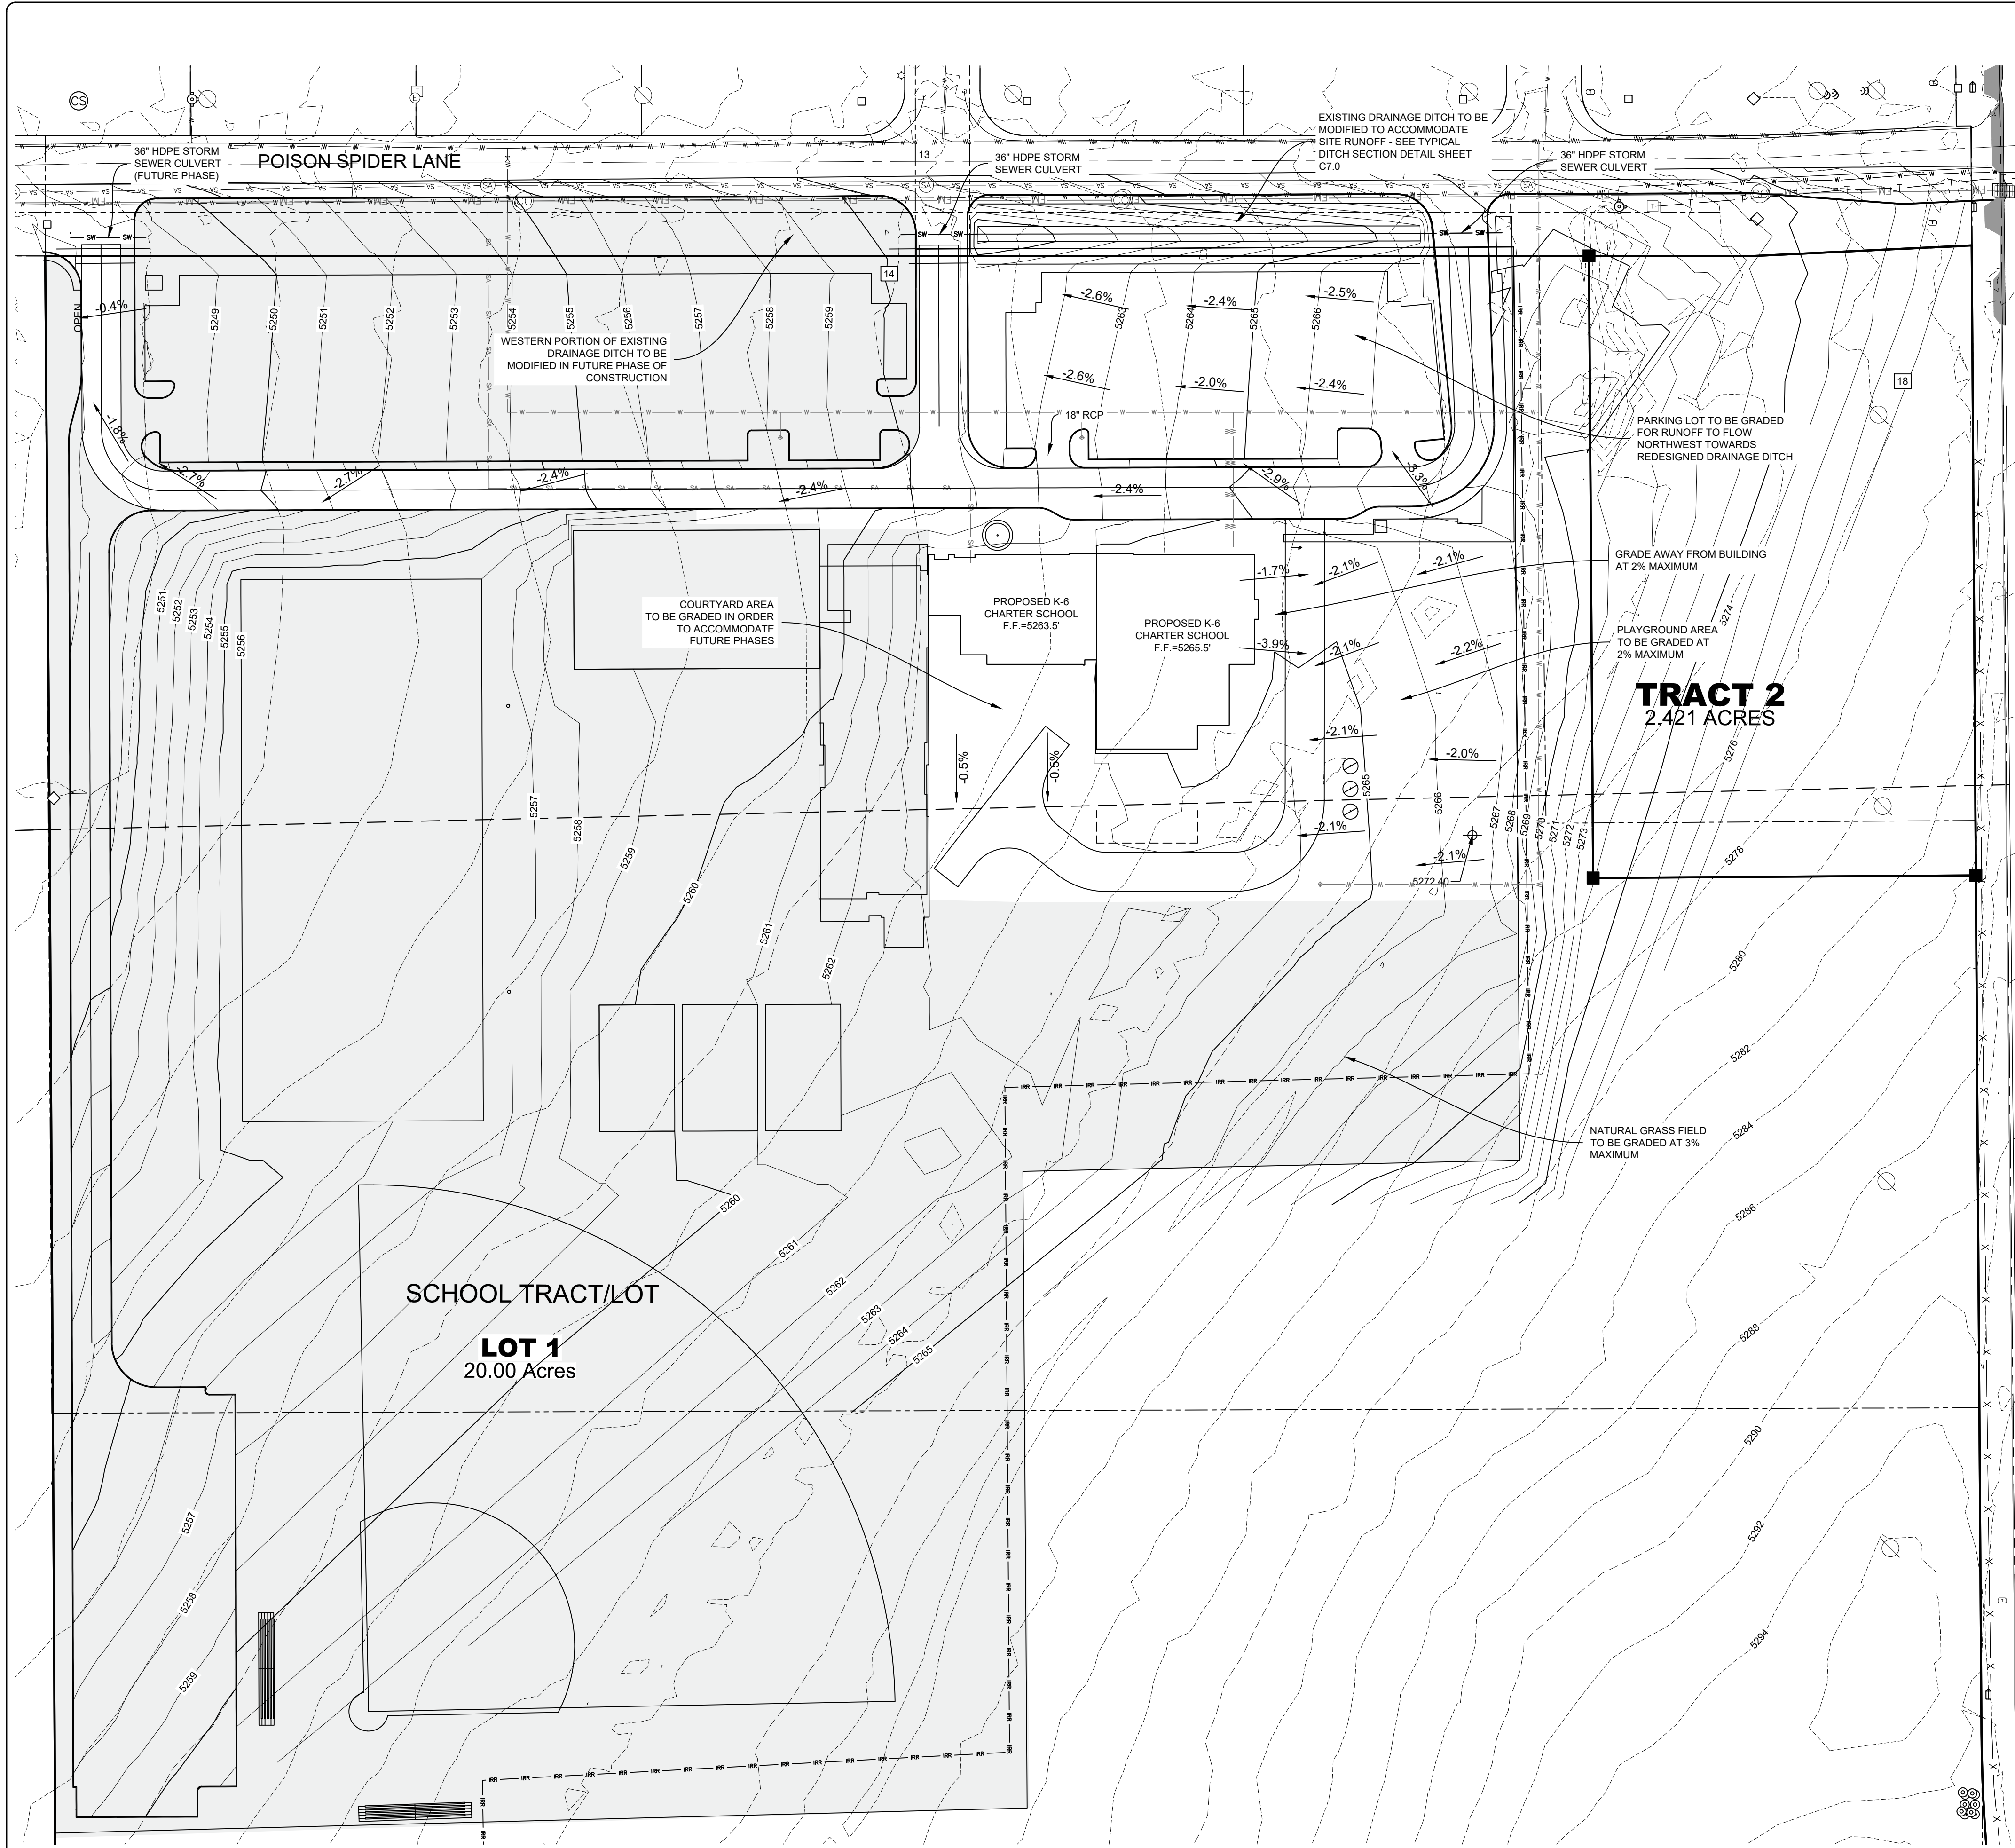 CS
T
E
36" HDPE STORM
SEWER CULVERT
(FUTURE PHASE)
POISON SPIDER LANE
13
36" HDPE STORM
SEWER CULVERT
EXISTING DRAINAGE DITCH TO BE
MODIFIED TO ACCOMMODATE
SITE RUNOFF - SEE TYPICAL
DITCH SECTION DETAIL SHEET
C7.0
36" HDPE STORM
SEWER CULVERT
SA
SA
SA
CO
CO
SW
SW
SW
SW
SW
SW
14
OPEN
-0.4%
5249
5250
5251
5252
5253
5254
5255
5256
5257
5258
5259
WESTERN PORTION OF EXISTING
DRAINAGE DITCH TO BE
MODIFIED IN FUTURE PHASE OF
CONSTRUCTION
-2.6%
-2.4%
-2.5%
5263
5264
5265
5266
-2.6%
-2.0%
-2.4%
18
18" RCP
PARKING LOT TO BE GRADED
FOR RUNOFF TO FLOW
NORTHWEST TOWARDS
REDESIGNED DRAINAGE DITCH
-1.8%
-2.7%
-2.7%
-2.4%
-2.4%
-2.4%
-2.9%
-3.3%
GRADE AWAY FROM BUILDING
AT 2% MAXIMUM
-1.7%
-2.1%
-2.1%
5251
5252
5253
5254
5255
5256
COURTYARD AREA
TO BE GRADED IN ORDER
TO ACCOMMODATE
FUTURE PHASES
PROPOSED K-6
CHARTER SCHOOL
F.F.=5263.5'
PROPOSED K-6
CHARTER SCHOOL
F.F.=5265.5'
-3.9%
-2.1%
-2.2%
PLAYGROUND AREA
TO BE GRADED AT
2% MAXIMUM
5274
TRACT 2
2.421 ACRES
5276
-2.1%
-2.0%
-0.5%
-0.5%
5265
5266
5267
5268
5269
5270
5271
5272
5273
-2.1%
-2.1%
5272.40
5278
5257
5258
5259
5260
5261
5262
5280
5282
NATURAL GRASS FIELD
TO BE GRADED AT 3%
MAXIMUM
5284
5286
5260
5261
5262
5263
5264
5265
SCHOOL TRACT/LOT
LOT 1
20.00 Acres
5288
5290
5257
5292
5258
5294
5259